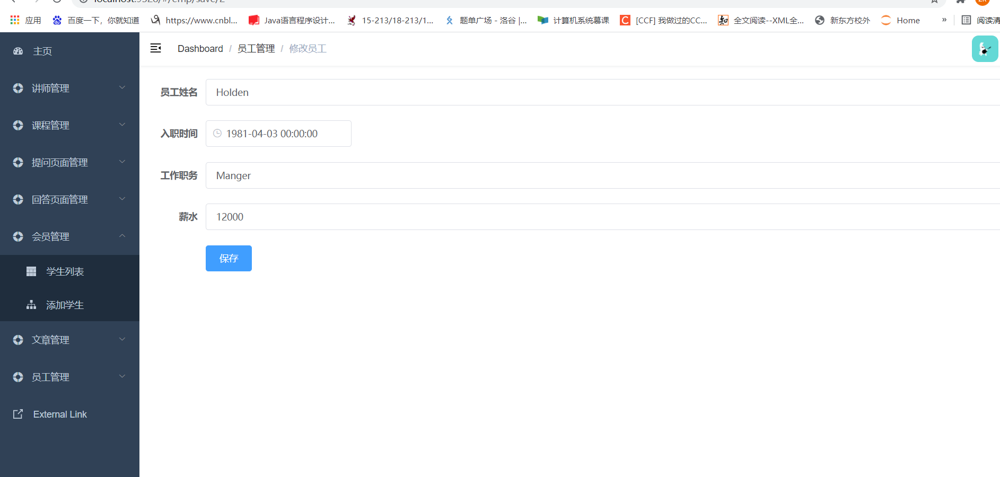 localhost:9528/#/emp/save/2
应用 百度一下，你就知道 https://www.cnbl... Java语言程序设计... 15-213/18-213/1... 题单广场 - 洛谷 |... 计算机系统慕课 [CCF] 我做过的CC... 全文阅读--XML全... 新东方校外 Home » 阅读清
主页
Dashboard / 员工管理 / 修改员工
讲师管理
课程管理
提问页面管理
回答页面管理
会员管理
学生列表
添加学生
文章管理
员工管理
External Link
员工姓名 Holden
入职时间 1981-04-03 00:00:00
工作职务 Manger
薪水 12000
保存